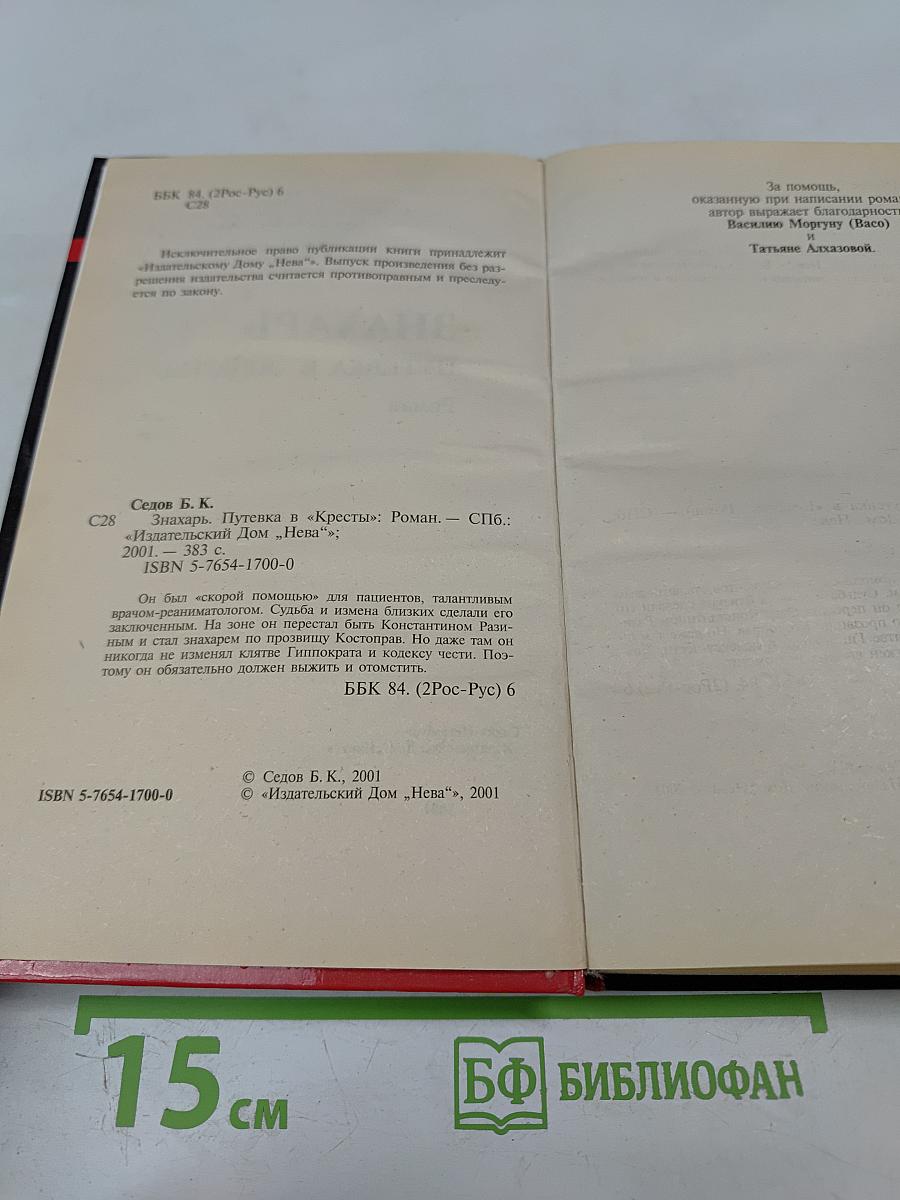 ББК 84. (2Рос-Рус) 6
С28
Исключительное право публикации книги принадлежит
«Издательскому Дому „Нева“». Выпуск произведения без раз-
решения издательства считается противоправным и преследу-
ется по закону.
Седов Б. К.
С28 Знахарь. Путевка в «Кресты»: Роман. — СПб.:
«Издательский Дом „Нева“»;
2001. — 383 с.
ISBN 5-7654-1700-0
Он был «скорой помощью» для пациентов, талантливым
врачом-реаниматологом. Судьба и измена близких сделали его
заключенным. На зоне он перестал быть Константином Рази-
ным и стал знахарем по прозвищу Костоправ. Но даже там он
никогда не изменял клятве Гиппократа и кодексу чести. Поэ-
тому он обязательно должен выжить и отомстить.
ББК 84. (2Рос-Рус) 6
© Седов Б. К., 2001
ISBN 5-7654-1700-0 © «Издательский Дом „Нева“», 2001
За помощь,
оказанную при написании рома
автор выражает благодарност
Василию Моргуну (Васо)
и
Татьяне Алхазовой.
15 см
БФ БИБЛИОФАН